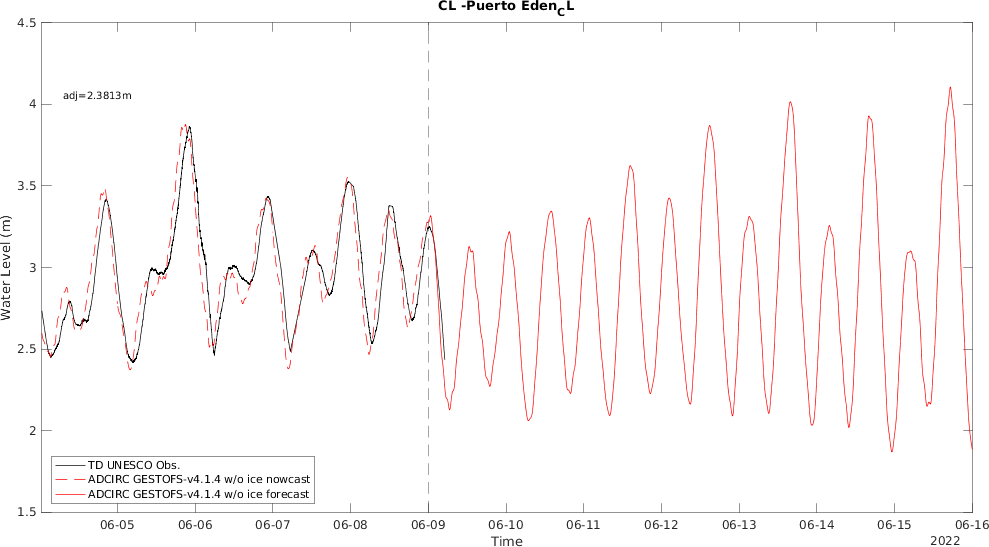 CL -Puerto Eden_CL
adj=2.3813m
4.5
4
3.5
3
2.5
2
1.5
Water Level (m)
TD UNESCO Obs.
ADCIRC GESTOFS-v4.1.4 w/o ice nowcast
ADCIRC GESTOFS-v4.1.4 w/o ice forecast
06-05 06-06 06-07 06-08 06-09 06-10 06-11 06-12 06-13 06-14 06-15 06-16
Time
2022